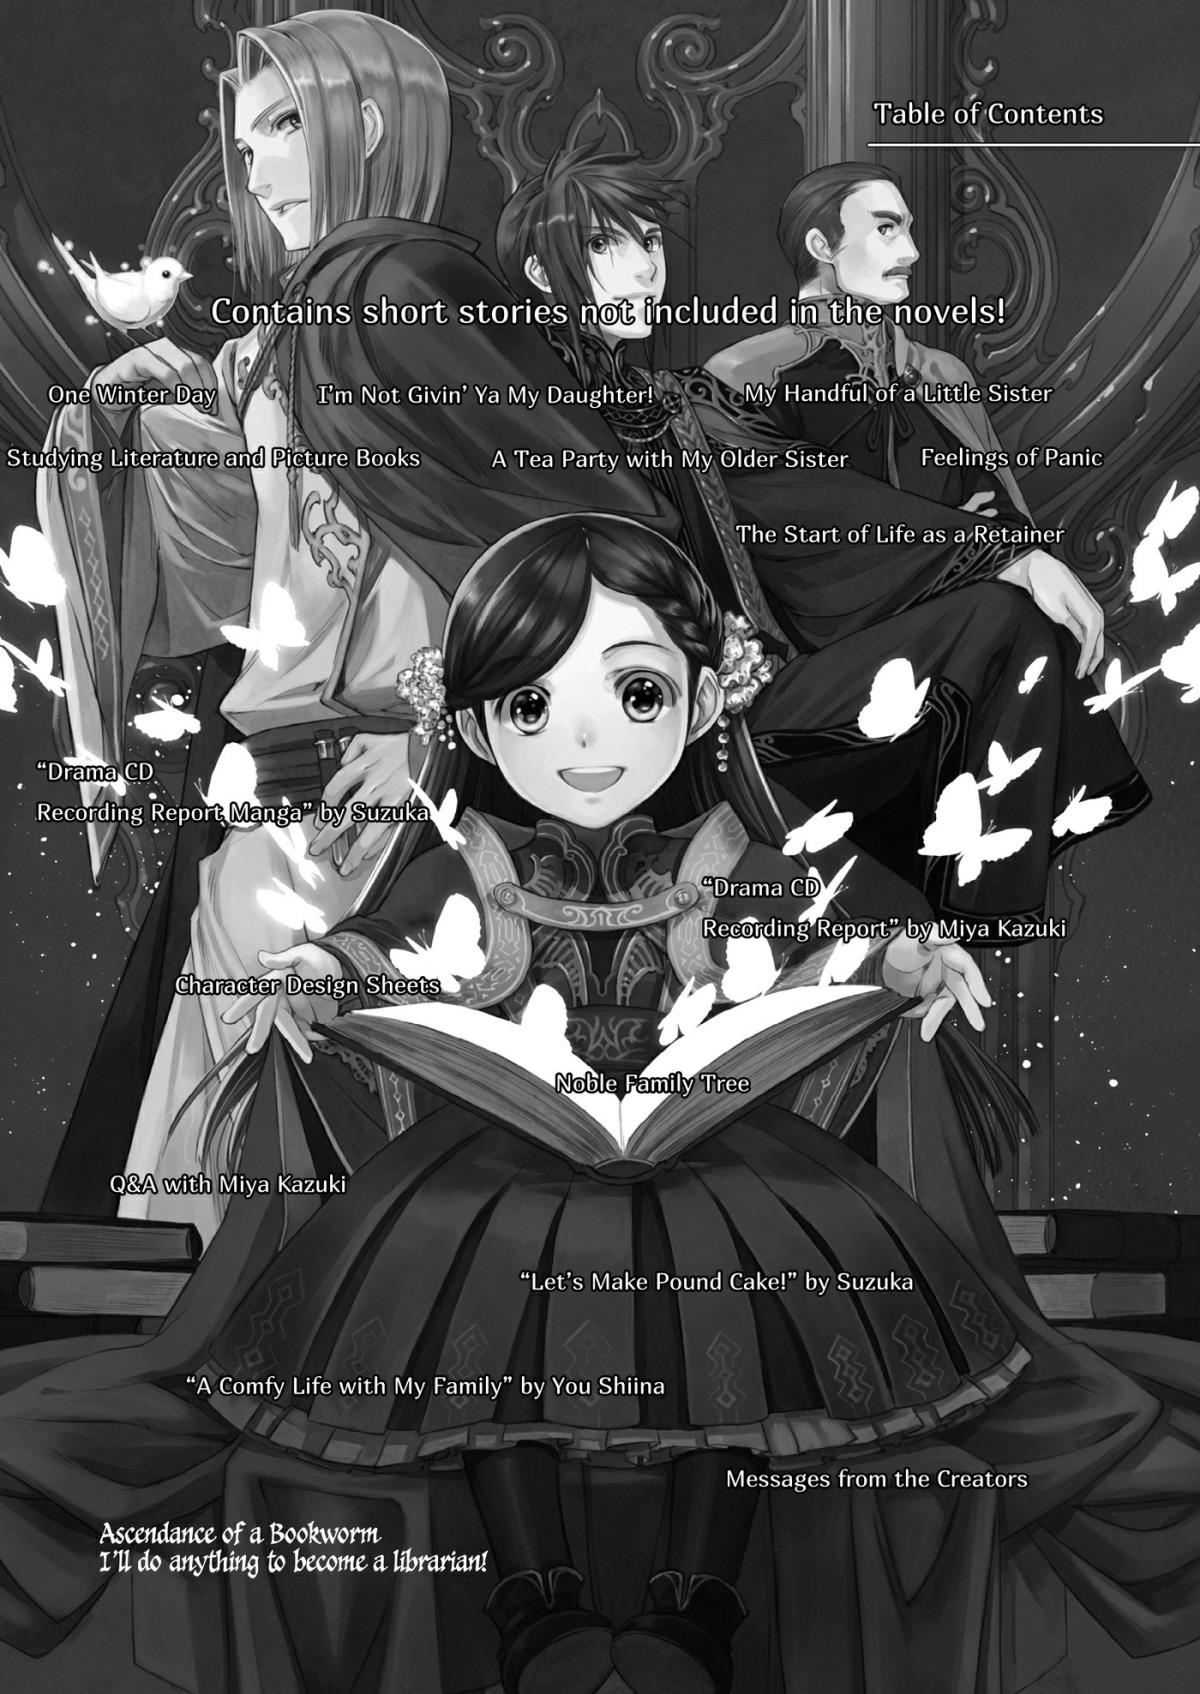 Table of Contents
Contains short stories not included in the novels!
One Winter Day
I'm Not Givin' Ya My Daughter!
My Handful of a Little Sister
Studying Literature and Picture Books
A Tea Party with My Older Sister
Feelings of Panic
The Start of Life as a Retainer
“Drama CD
Recording Report Manga” by Suzuka
“Drama CD
Recording Report” by Miya Kazuki
Character Design Sheets
Noble Family Tree
Q&A with Miya Kazuki
“Let's Make Pound Cake!” by Suzuka
“A Comfy Life with My Family” by You Shiina
Messages from the Creators
Ascendance of a Bookworm
I'll do anything to become a librarian!